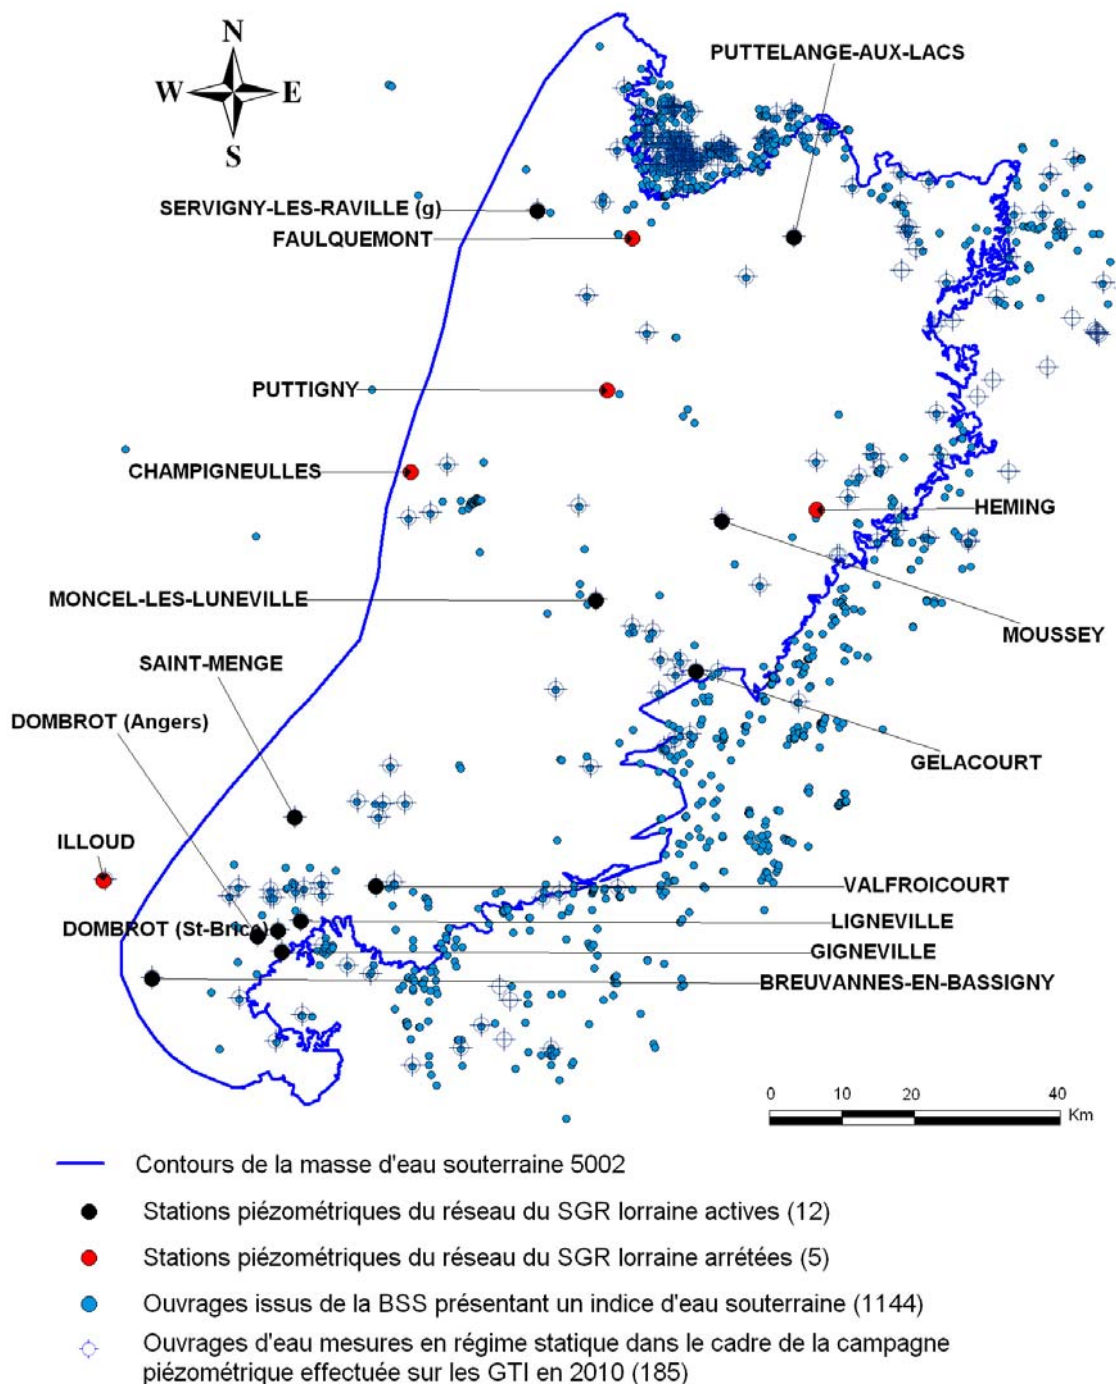 N
W E
S
PUTTELANGE-AUX-LACS
SERVIGNY-LES-RAVILLE (g)
FAULQUEMONT
PUTTIGNY
CHAMPIGNEULLES
HEMING
MONCEL-LES-LUNEVILLE
MOUSSEY
SAINT-MENGE
DOMBROT (Angers)
GELACOURT
ILLOUD
VALFROICOURT
LIGNEVILLE
DOMBROT (St-Brice)
GIGNEVILLE
BREUVANNES-EN-BASSIGNY
0 10 20 40
Km
Contours de la masse d'eau souterraine 5002
Stations piézométriques du réseau du SGR lorraine actives (12)
Stations piézométriques du réseau du SGR lorraine arrétées (5)
Ouvrages issus de la BSS présentant un indice d'eau souterraine (1144)
Ouvrages d'eau mesures en régime statique dans le cadre de la campagne
piézométrique effectuée sur les GTI en 2010 (185)